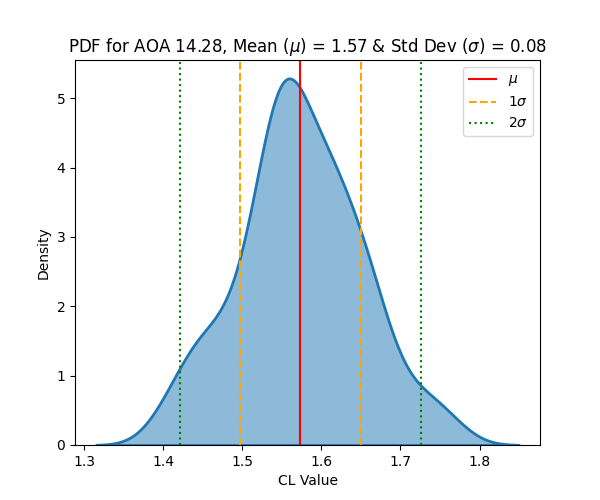 PDF for AOA 14.28, Mean (μ) = 1.57 & Std Dev (σ) = 0.08
μ
1σ
2σ
5
4
3
2
1
0
Density
1.3 1.4 1.5 1.6 1.7 1.8
CL Value